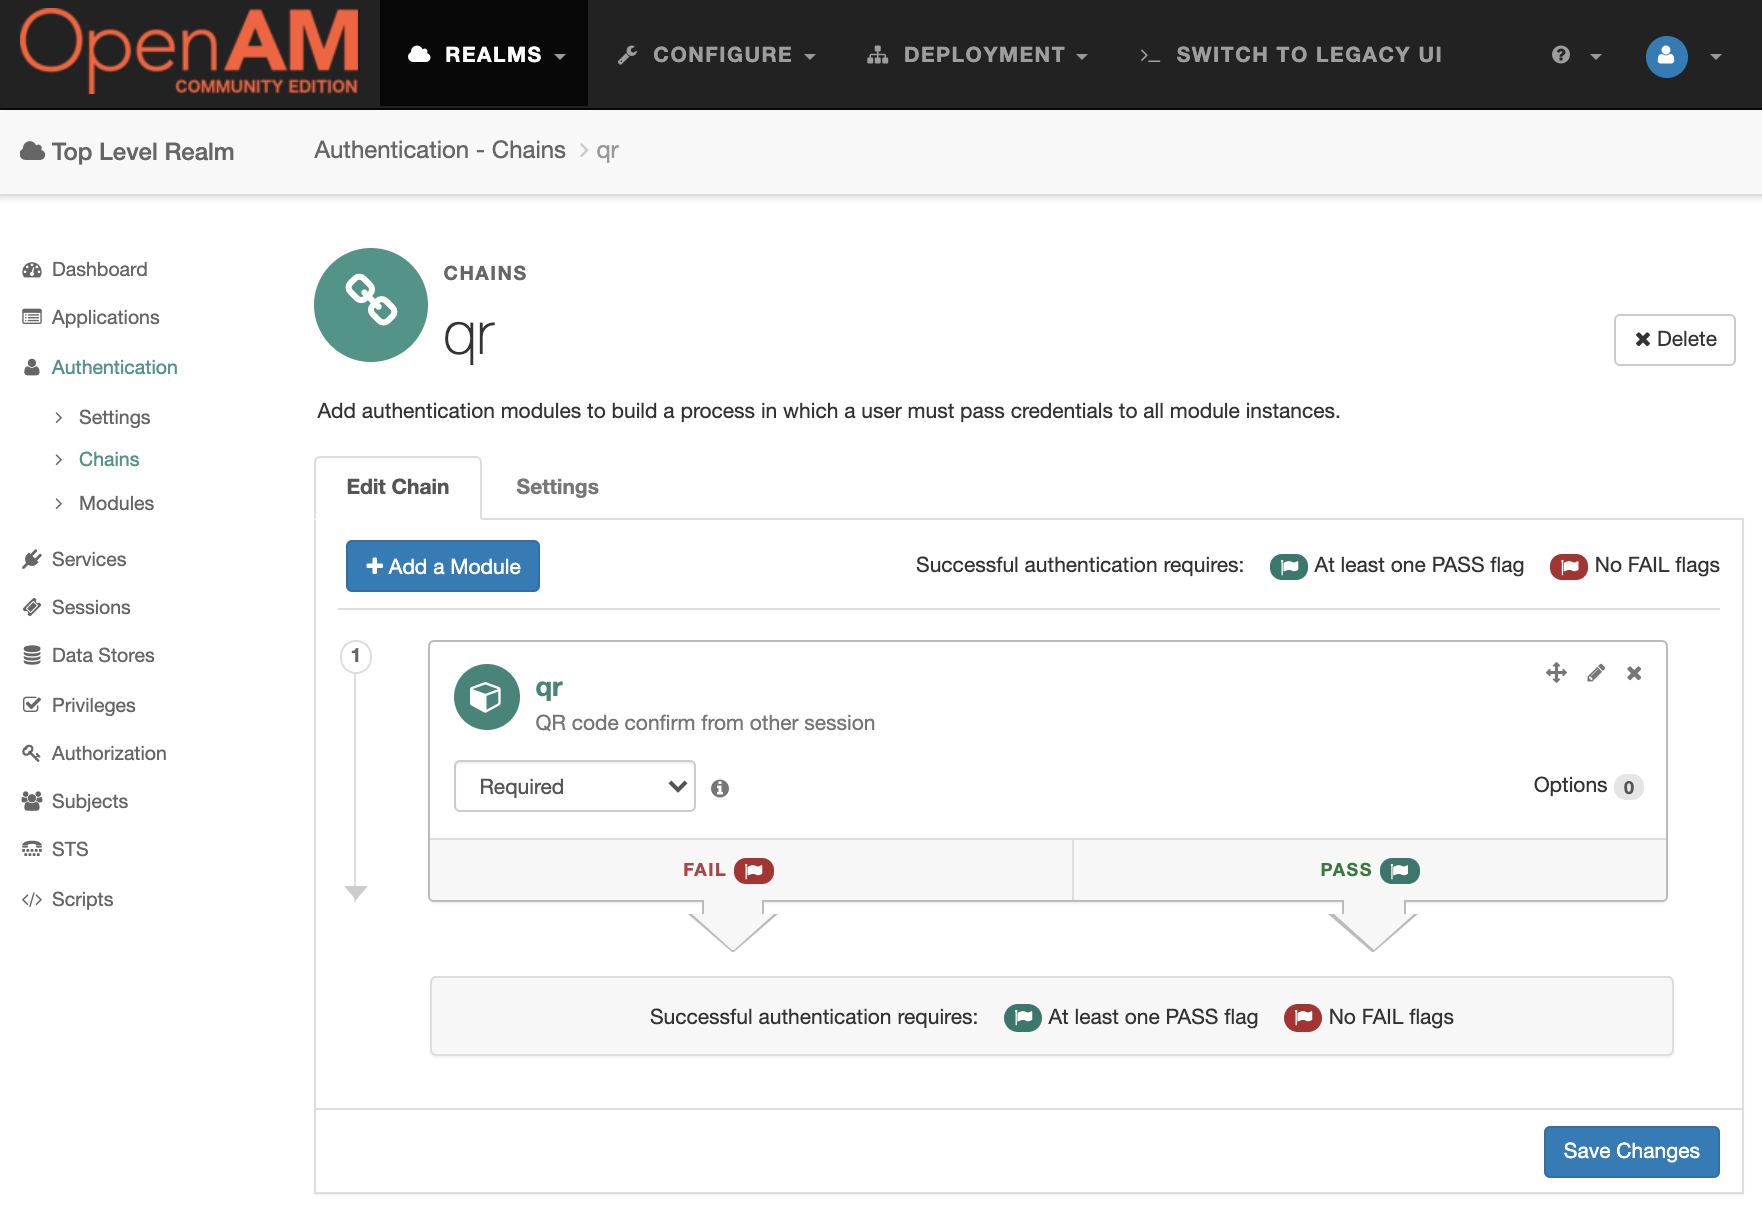 OpenAM
COMMUNITY EDITION
REALMS
CONFIGURE
DEPLOYMENT
SWITCH TO LEGACY UI
Top Level Realm
Authentication - Chains > qr
Dashboard
Applications
Authentication
Settings
Chains
Modules
Services
Sessions
Data Stores
Privileges
Authorization
Subjects
STS
Scripts
CHAINS
qr
Delete
Add authentication modules to build a process in which a user must pass credentials to all module instances.
Edit Chain
Settings
+ Add a Module
Successful authentication requires: At least one PASS flag No FAIL flags
1
qr
QR code confirm from other session
Required
Options 0
FAIL
PASS
Successful authentication requires: At least one PASS flag No FAIL flags
Save Changes